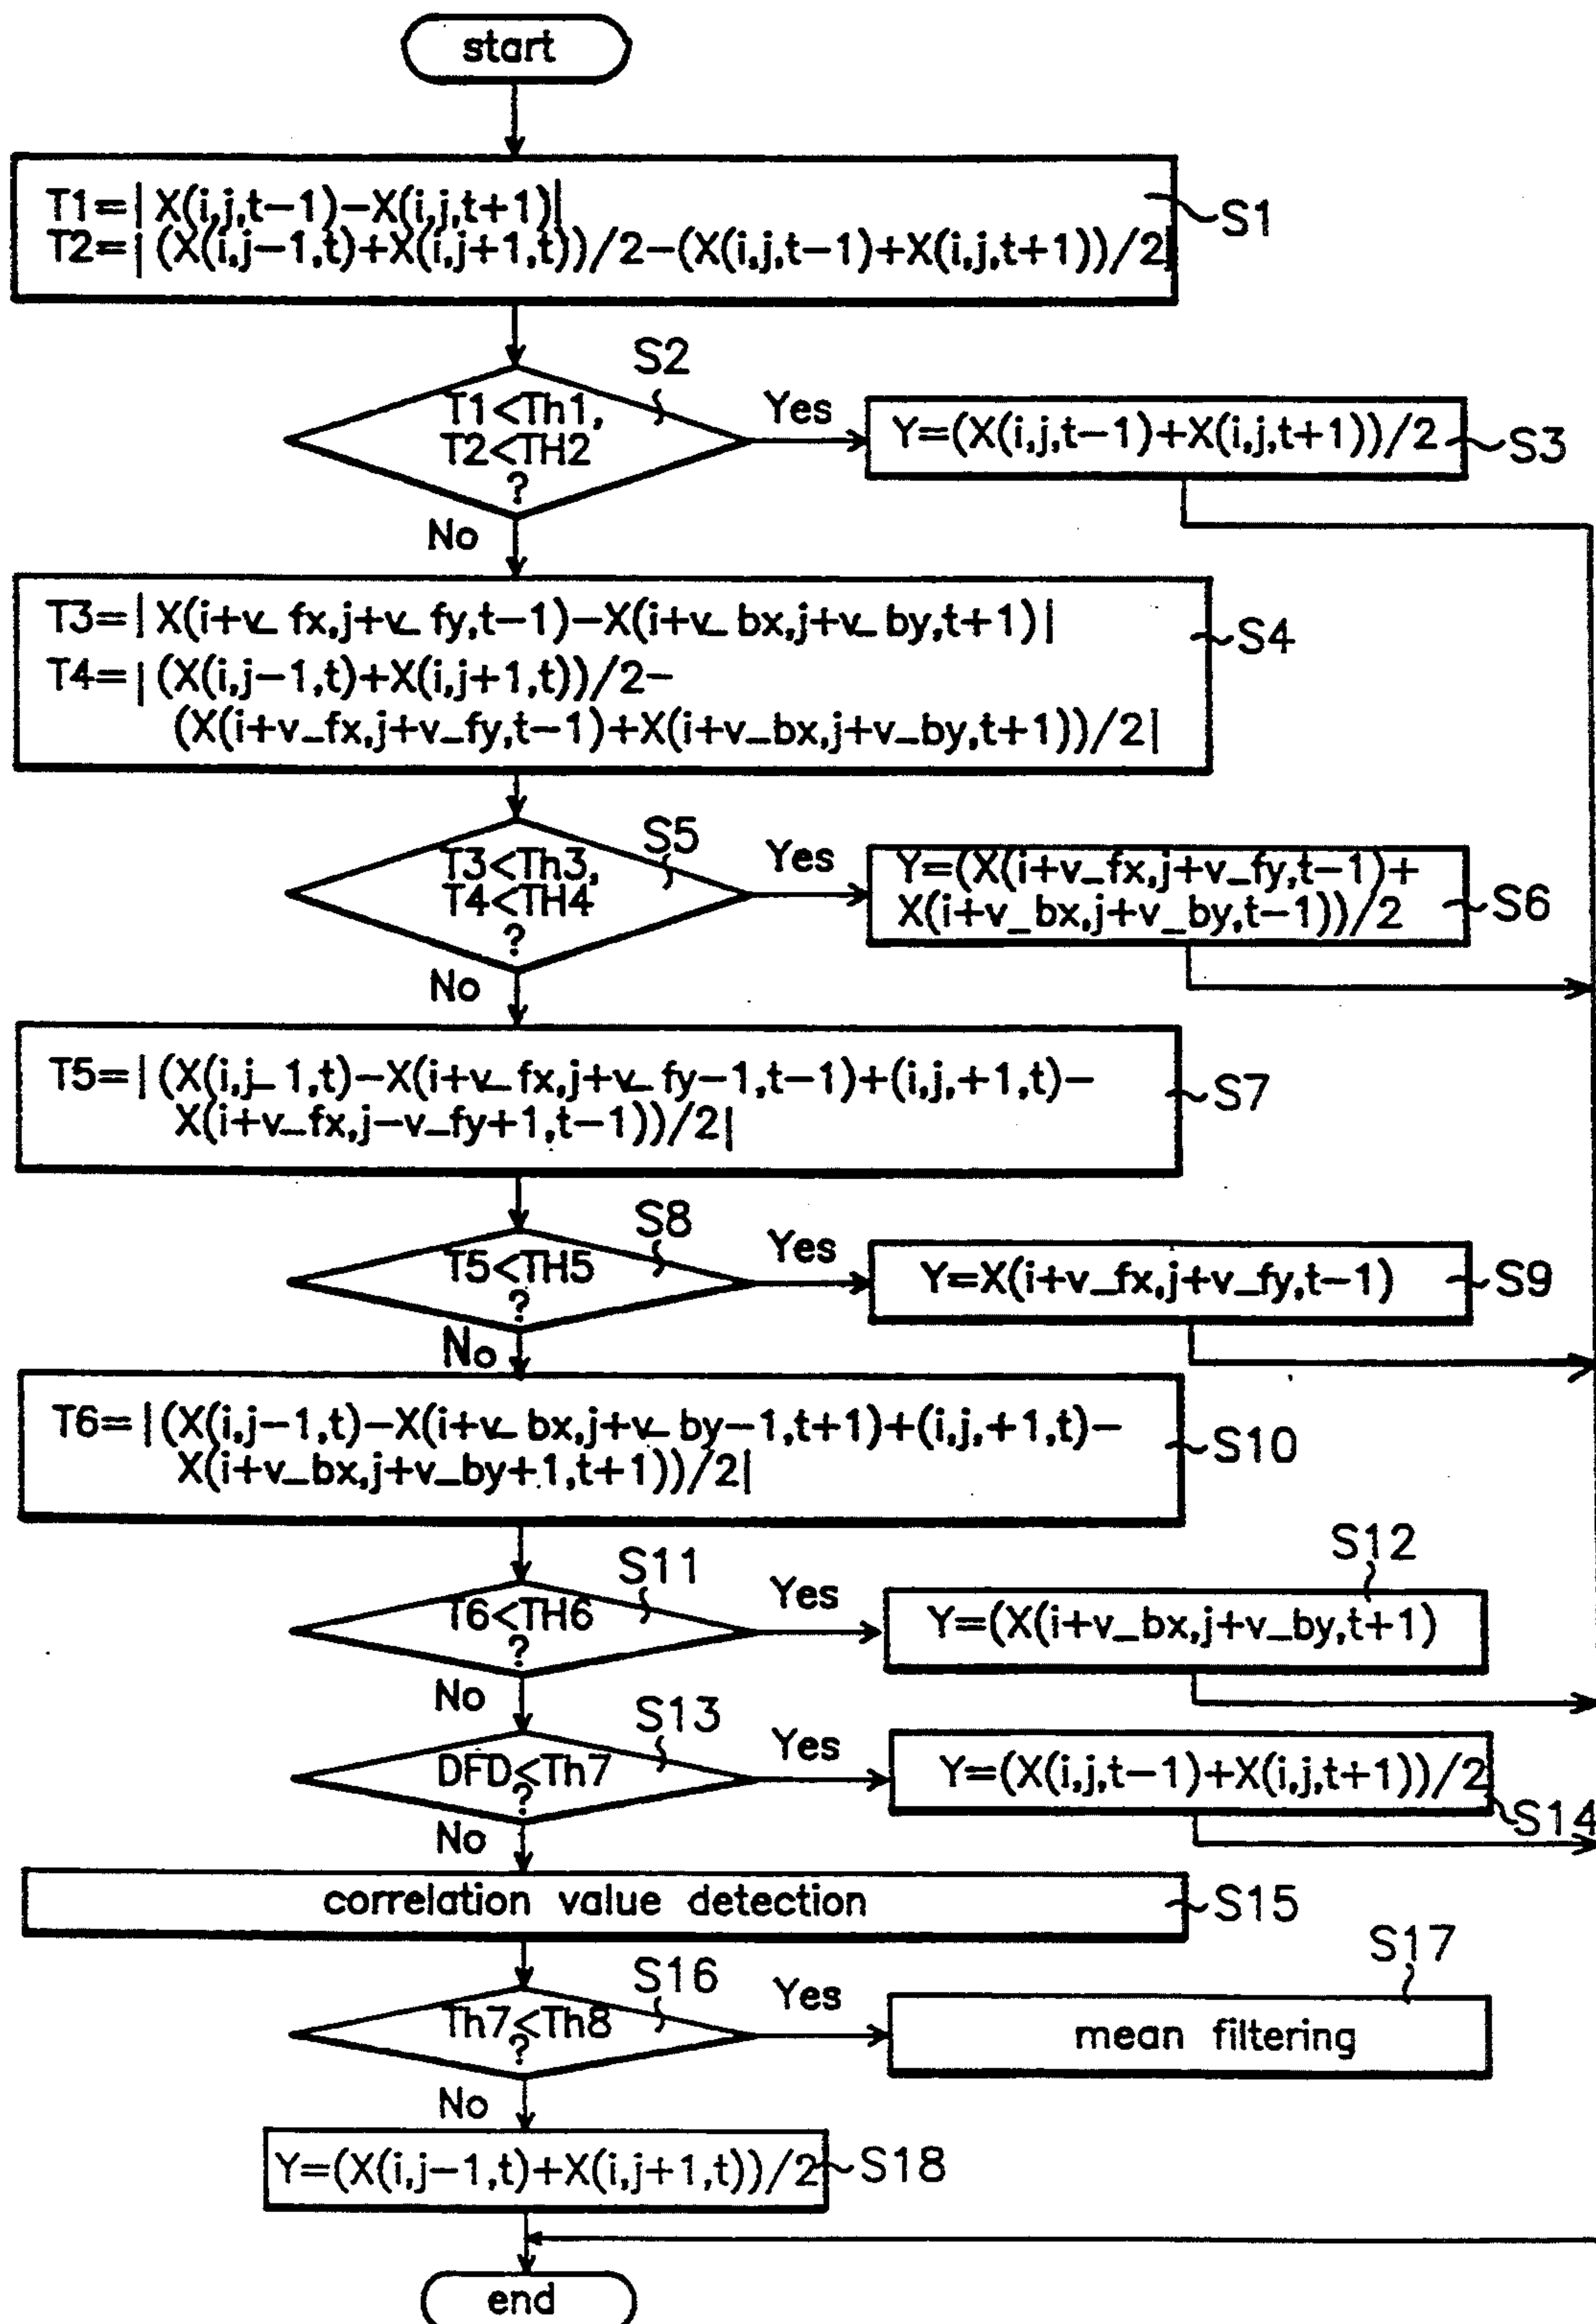 start
T1=|X(i,j,t-1)-X(i,j,t+1)|
T2=|(X(i,j-1,t)+X(i,j+1,t))/2-(X(i,j,t-1)+X(i,j,t+1))/2|
S1
S2
T1<Th1,
T2<TH2
?
Yes
Y=(X(i,j,t-1)+X(i,j,t+1))/2
S3
No
T3=|X(i+v_fx,j+v_fy,t-1)-X(i+v_bx,j+v_by,t+1)|
T4=|(X(i,j-1,t)+X(i,j+1,t))/2-
(X(i+v_fx,j+v_fy,t-1)+X(i+v_bx,j+v_by,t+1))/2|
S4
S5
T3<Th3,
T4<TH4
?
Yes
Y=(X(i+v_fx,j+v_fy,t-1)+
X(i+v_bx,j+v_by,t-1))/2
S6
No
T5=|(X(i,j-1,t)-X(i+v_fx,j+v_fy-1,t-1)+(i,j,+1,t)-
X(i+v_fx,j-v_fy+1,t-1))/2|
S7
S8
T5<TH5
?
Yes
Y=X(i+v_fx,j+v_fy,t-1)
S9
No
T6=|(X(i,j-1,t)-X(i+v_bx,j+v_by-1,t+1)+(i,j,+1,t)-
X(i+v_bx,j+v_by+1,t+1))/2|
S10
S11
T6<TH6
?
Yes
S12
Y=(X(i+v_bx,j+v_by,t+1)
No
S13
DFD<Th7
?
Yes
Y=(X(i,j,t-1)+X(i,j,t+1))/2
S14
No
correlation value detection
S15
S16
Th7<Th8
?
Yes
S17
mean filtering
No
Y=(X(i,j-1,t)+X(i,j+1,t))/2
S18
end